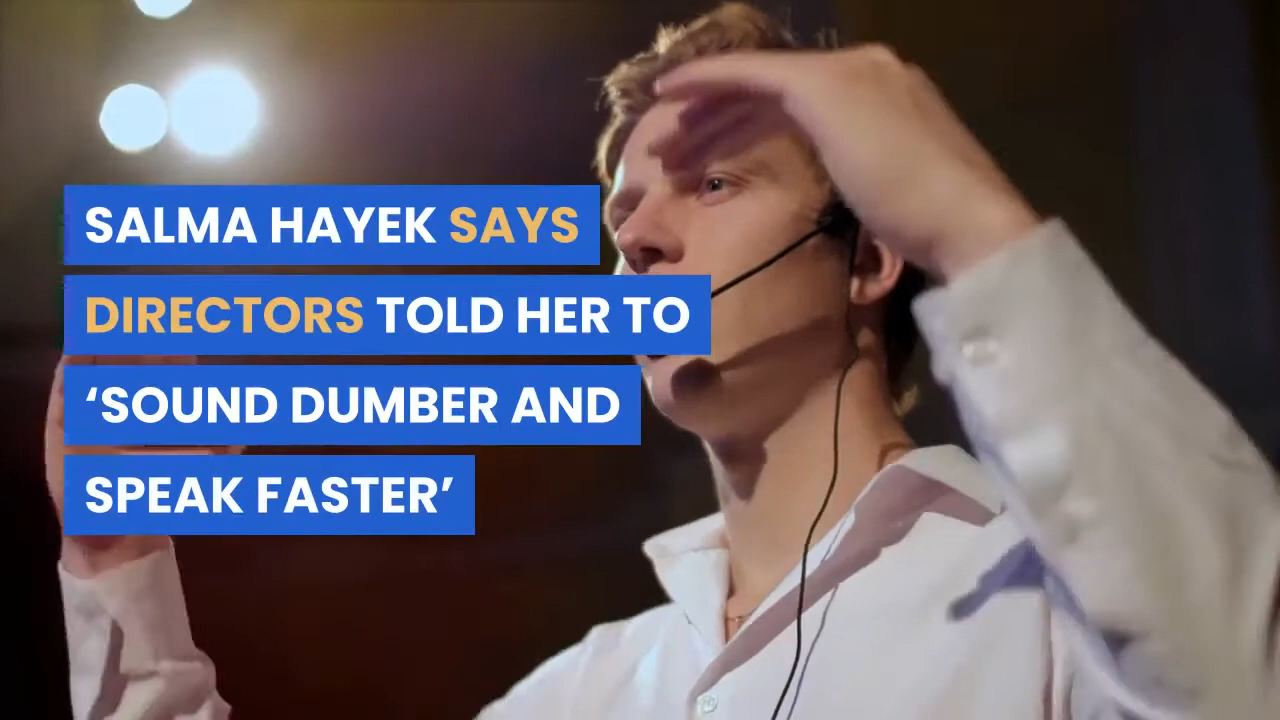 SALMA HAYEK SAYS
DIRECTORS TOLD HER TO
‘SOUND DUMBER AND
SPEAK FASTER’